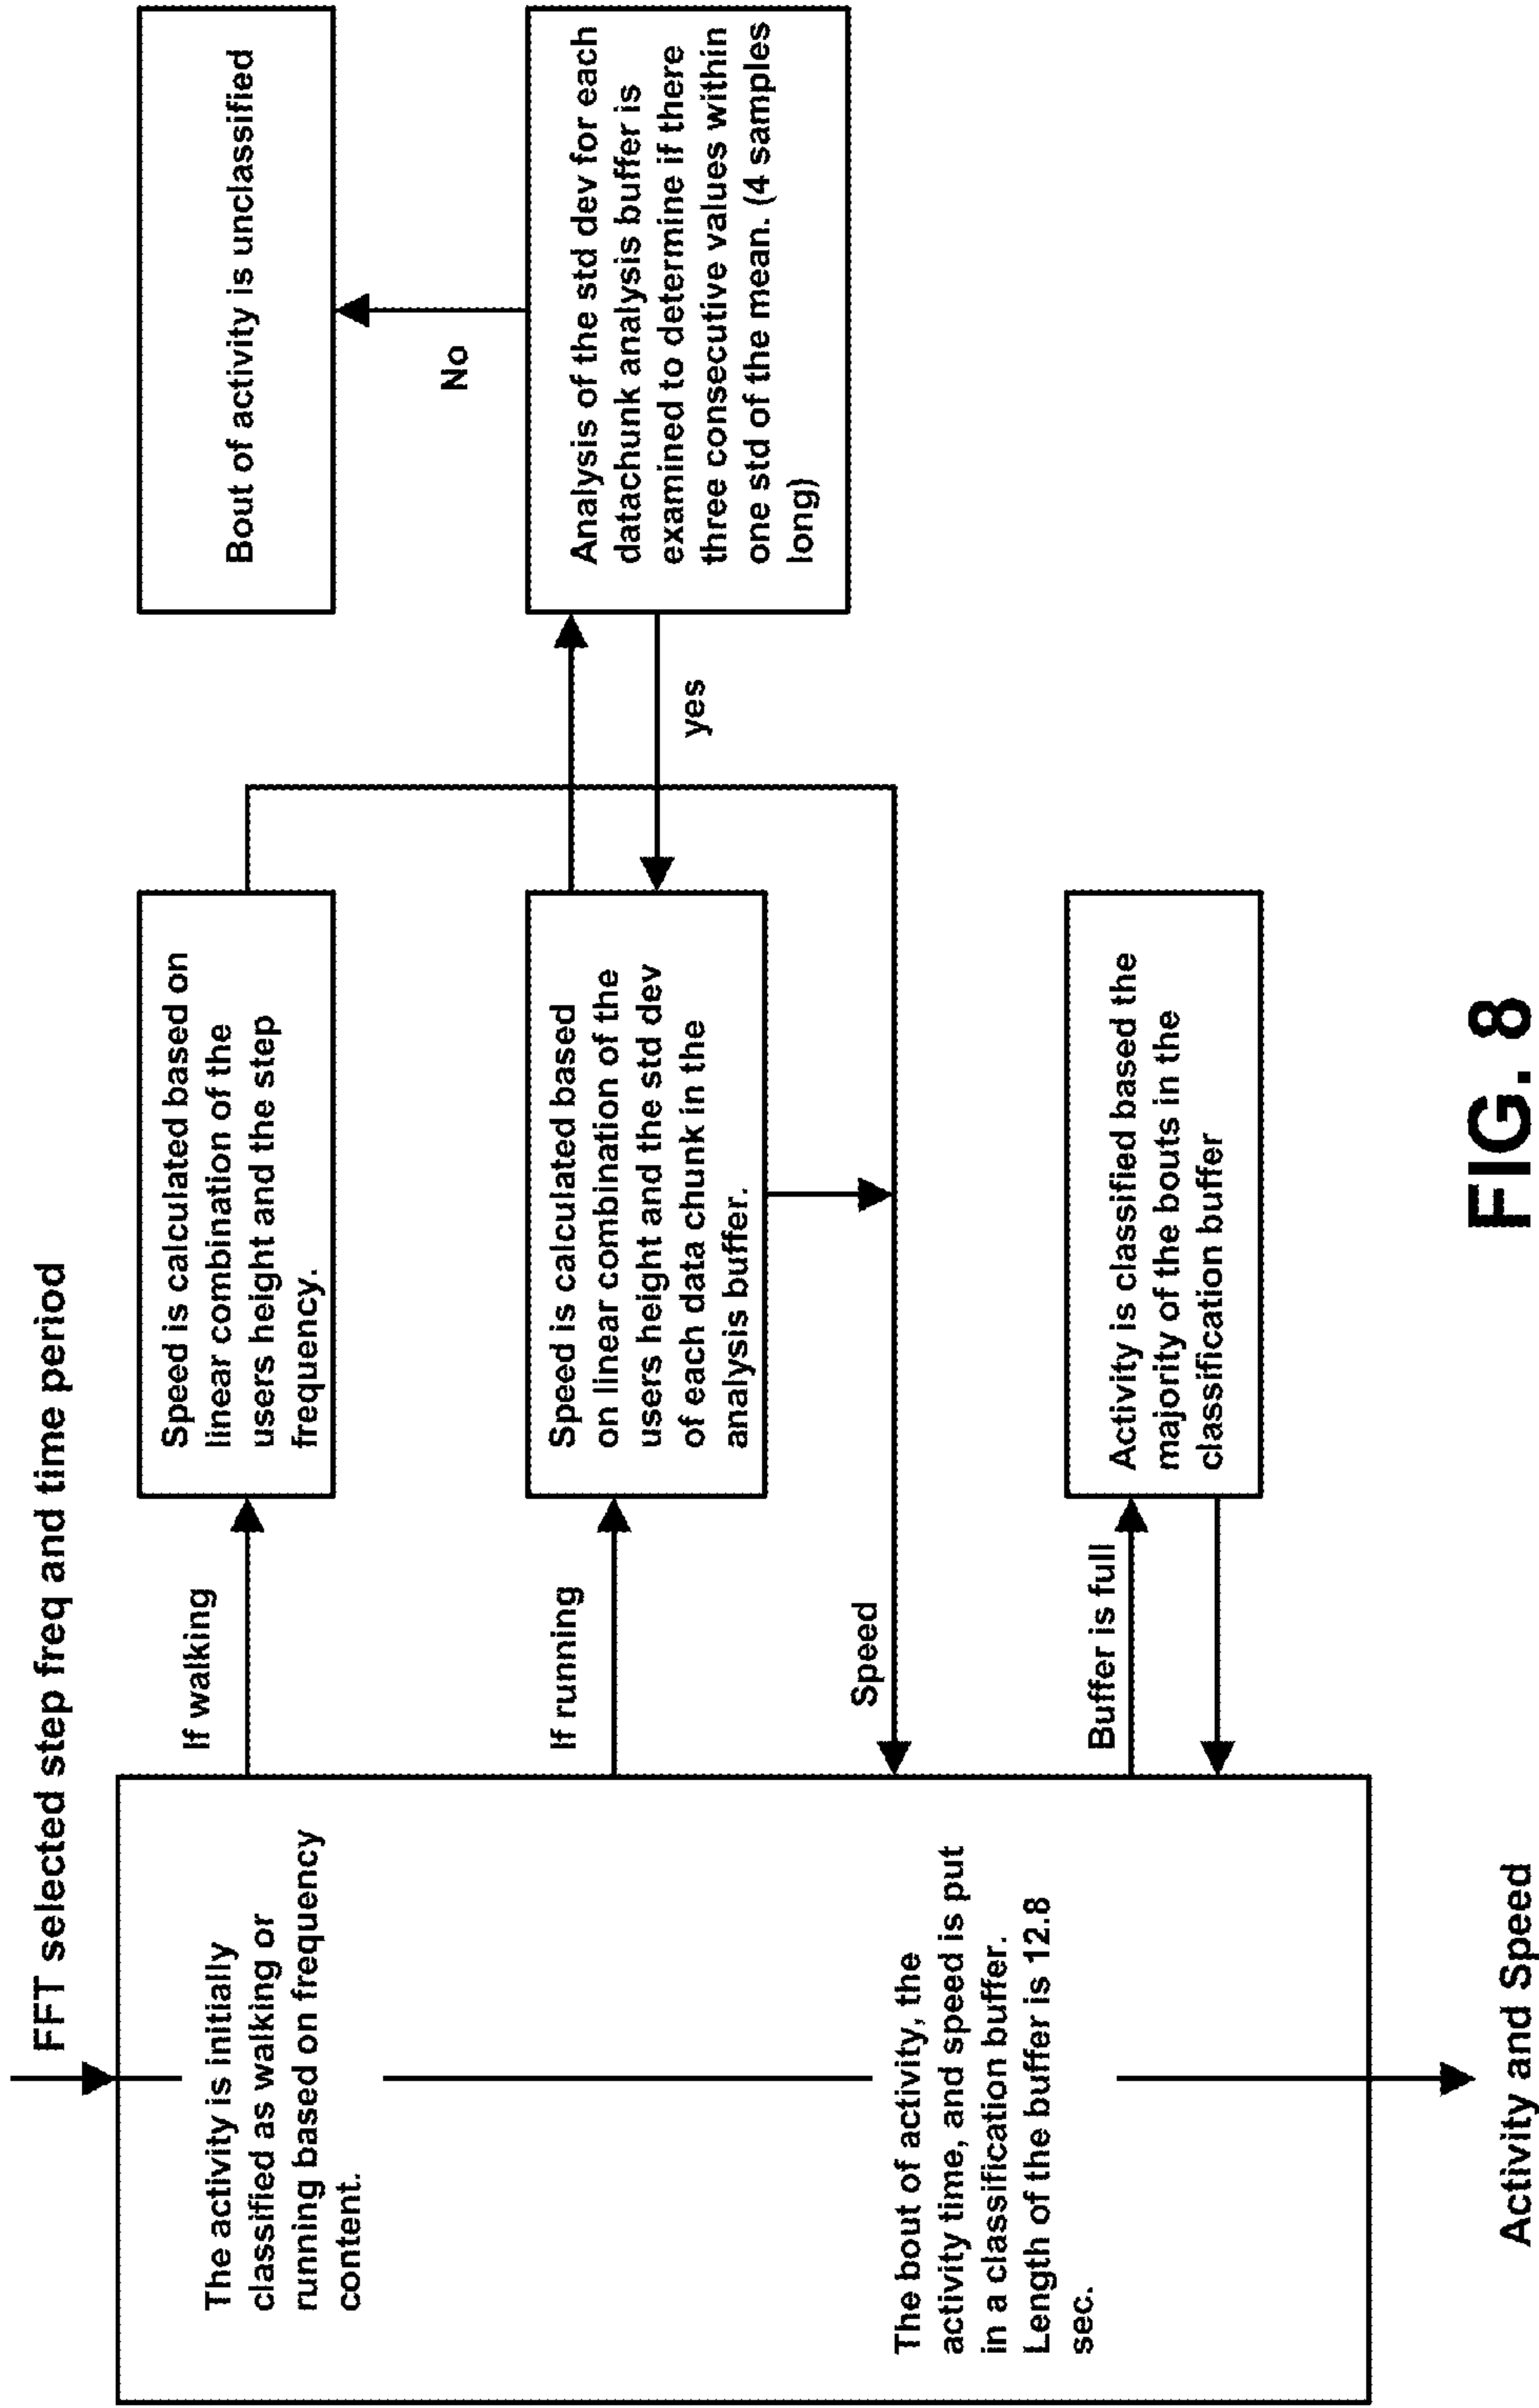 FFT selected step freq and time period
The activity is initially
classified as walking or
running based on frequency
content.
If walking
Speed is calculated based on
linear combination of the
users height and the step
frequency.
Bout of activity is unclassified
No
If running
Speed is calculated based
on linear combination of the
users height and the std dev
of each data chunk in the
analysis buffer.
yes
Analysis of the std dev for each
datachunk analysis buffer is
examined to determine if there
three consecutive values within
one std of the mean. (4 samples
long)
Speed
The bout of activity, the
activity time, and speed is put
in a classification buffer.
Length of the buffer is 12.8
sec.
Buffer is full
Activity is classified based the
majority of the bouts in the
classification buffer
Activity and Speed
FIG. 8